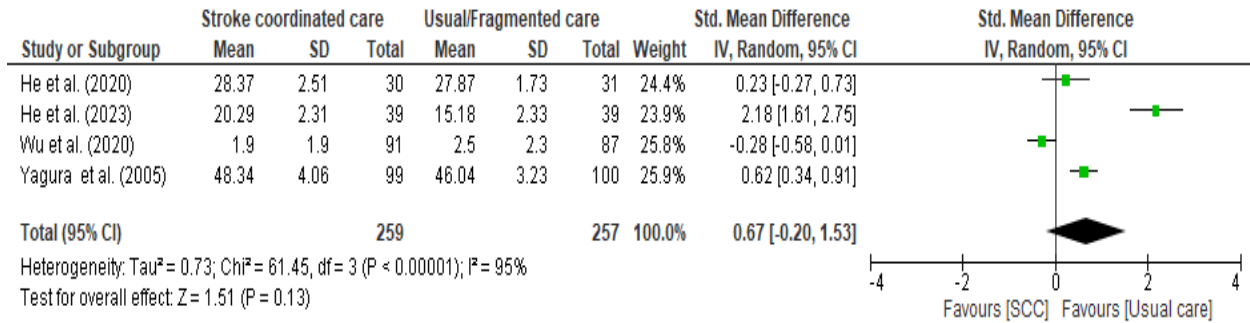 Stroke coordinated care Usual/Fragmented care Std. Mean Difference Std. Mean Difference
Study or Subgroup Mean SD Total Mean SD Total Weight IV, Random, 95% CI IV, Random, 95% CI
He et al. (2020) 28.37 2.51 30 27.87 1.73 31 24.4% 0.23 [-0.27, 0.73]
He et al. (2023) 20.29 2.31 39 15.18 2.33 39 23.9% 2.18 [1.61, 2.75]
Wu et al. (2020) 1.9 1.9 91 2.5 2.3 87 25.8% -0.28 [-0.58, 0.01]
Yagura et al. (2005) 48.34 4.06 99 46.04 3.23 100 25.9% 0.62 [0.34, 0.91]
Total (95% CI) 259 257 100.0% 0.67 [-0.20, 1.53]
Heterogeneity: Tau² = 0.73; Chi² = 61.45, df = 3 (P < 0.00001); I² = 95%
Test for overall effect: Z = 1.51 (P = 0.13)
-4 -2 0 2 4
Favours [SCC] Favours [Usual care]